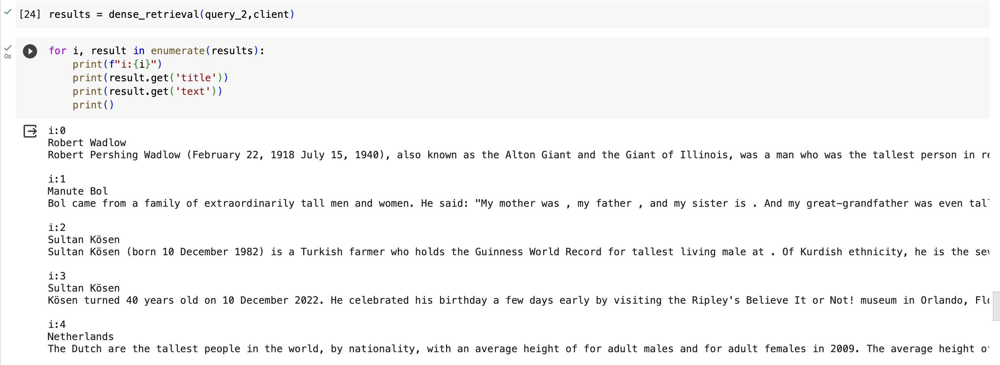 [24] results = dense_retrieval(query_2,client)
0s
for i, result in enumerate(results):
    print(f"i:{i}")
    print(result.get('title'))
    print(result.get('text'))
    print()
i:0
Robert Wadlow
Robert Pershing Wadlow (February 22, 1918 July 15, 1940), also known as the Alton Giant and the Giant of Illinois, was a man who was the tallest person in
i:1
Manute Bol
Bol came from a family of extraordinarily tall men and women. He said: "My mother was , my father , and my sister is . And my great-grandfather was even
i:2
Sultan Kösen
Sultan Kösen (born 10 December 1982) is a Turkish farmer who holds the Guinness World Record for tallest living male at . Of Kurdish ethnicity, he is the
i:3
Sultan Kösen
Kösen turned 40 years old on 10 December 2022. He celebrated his birthday a few days early by visiting the Ripley's Believe It or Not! museum in Orlando,
i:4
Netherlands
The Dutch are the tallest people in the world, by nationality, with an average height of for adult males and for adult females in 2009. The average height